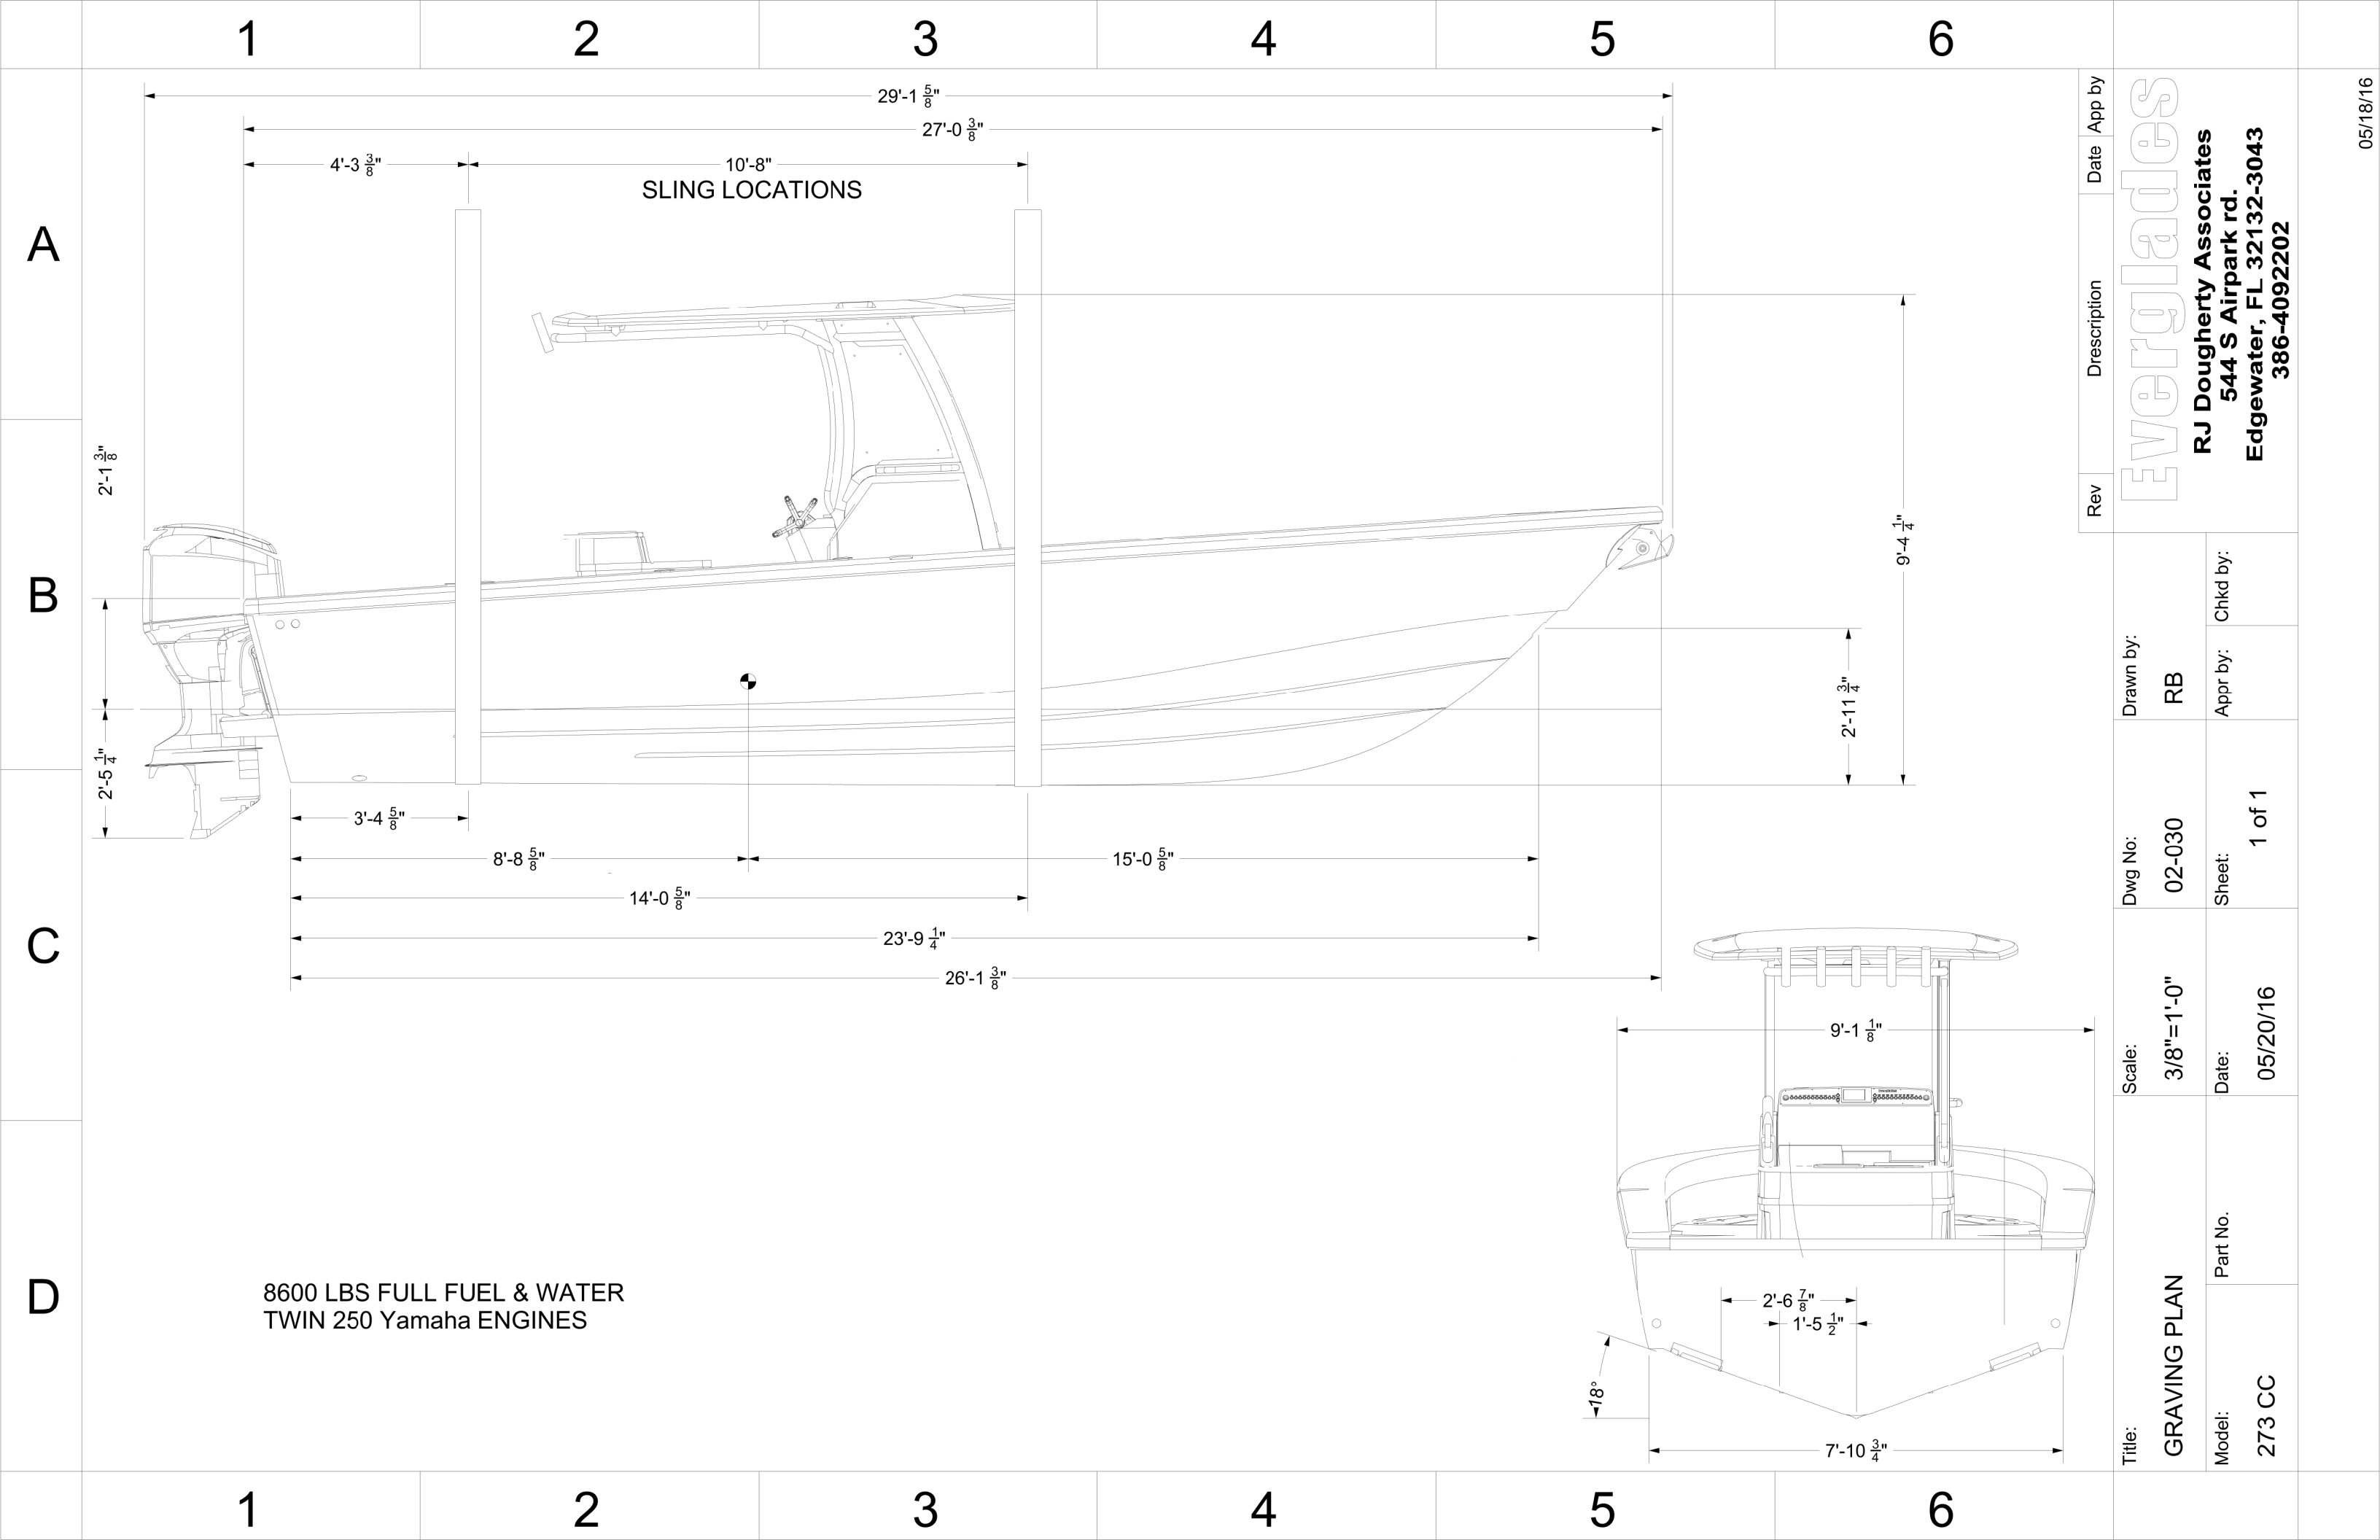 1 2 3 4 5 6
A
B
C
D
29'-1 5/8"
27'-0 3/8"
4'-3 3/8"
10'-8"
SLING LOCATIONS
2'-1 3/8"
2'-5 1/4"
9'-4 1/4"
2'-11 3/4"
3'-4 5/8"
8'-8 5/8"
15'-0 5/8"
14'-0 5/8"
23'-9 1/4"
26'-1 3/8"
9'-1 1/8"
2'-6 7/8"
1'-5 1/2"
18°
7'-10 3/4"
8600 LBS FULL FUEL & WATER
TWIN 250 Yamaha ENGINES
1 2 3 4 5 6
Rev
Drescription
Date
App by
Everglades
RJ Dougherty Associates
544 S Airpark rd.
Edgewater, FL 32132-3043
386-4092202
Title:
GRAVING PLAN
Scale:
3/8"=1'-0"
Dwg No:
02-030
Drawn by:
RB
Model:
273 CC
Part No.
Date:
05/20/16
Sheet:
1 of 1
Appr by:
Chkd by:
05/18/16